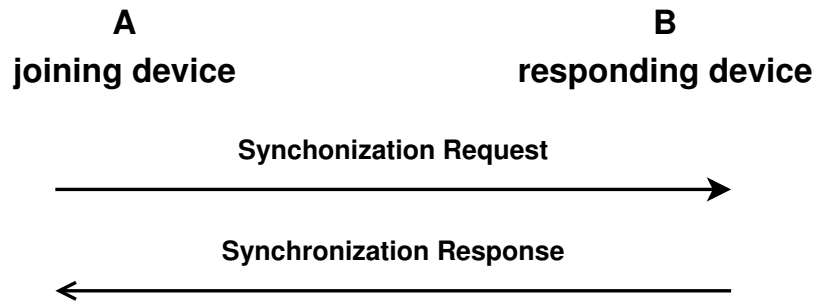 A
B
joining device
responding device
Synchonization Request
Synchronization Response